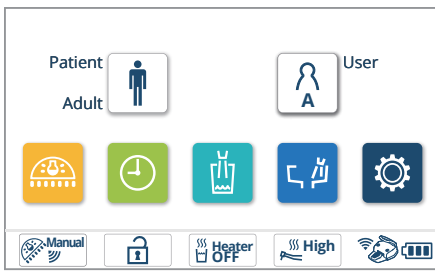 Patient
User
Adult
A
Manual
Heater
OFF
High